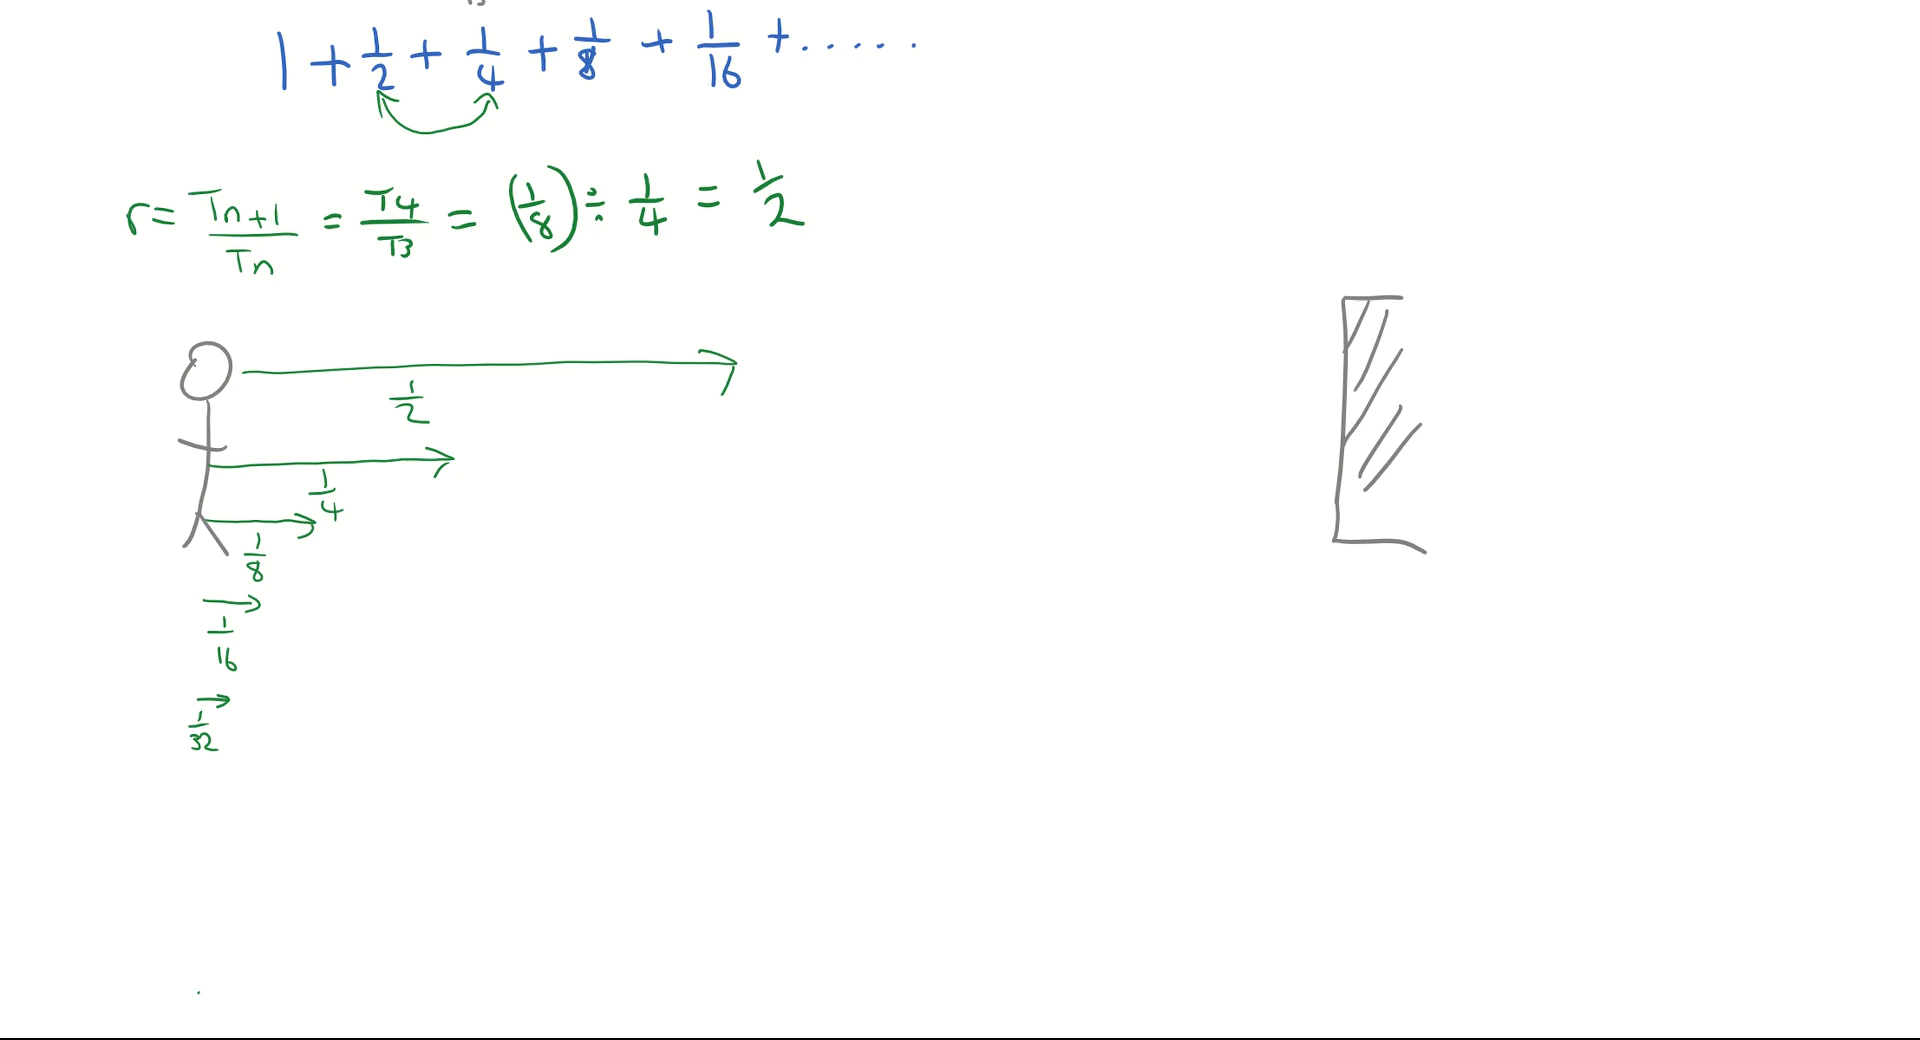 1 + 1/2 + 1/4 + 1/8 + 1/16 + .....
r = Tn+1/Tn = T4/T3 = (1/8) ÷ 1/4 = 1/2
1/2
1/4
1/8
1/16
1/32